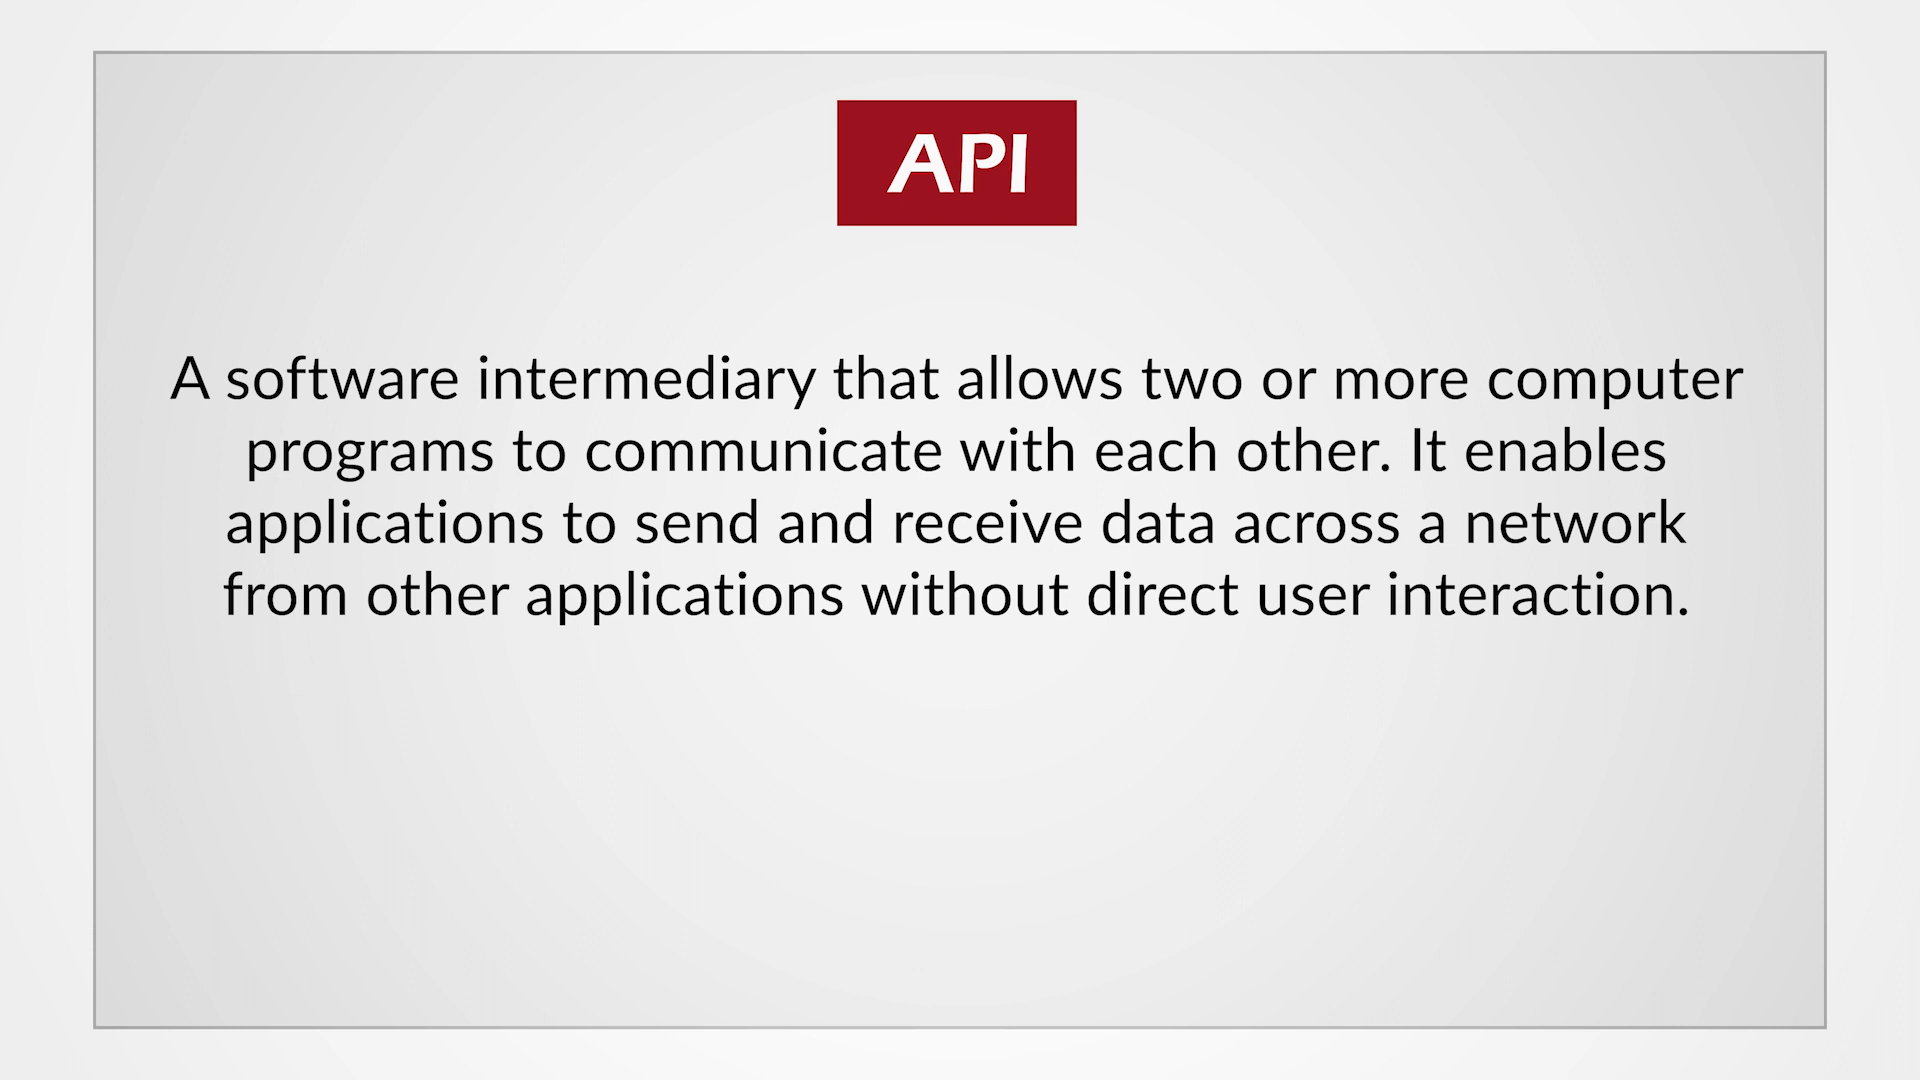 API
A software intermediary that allows two or more computer
programs to communicate with each other. It enables
applications to send and receive data across a network
from other applications without direct user interaction.